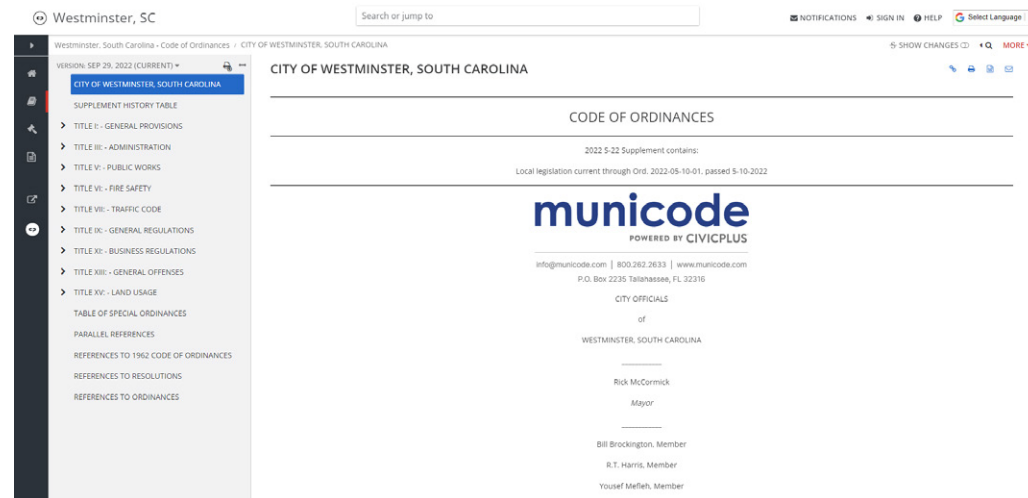 Westminster, SC
Search or jump to
NOTIFICATIONS
SIGN IN
HELP
Select Language
Westminster, South Carolina - Code of Ordinances / CITY OF WESTMINSTER, SOUTH CAROLINA
SHOW CHANGES
MORE
VERSION: SEP 29, 2022 (CURRENT)
CITY OF WESTMINSTER, SOUTH CAROLINA
SUPPLEMENT HISTORY TABLE
TITLE I: - GENERAL PROVISIONS
TITLE III: - ADMINISTRATION
TITLE V: - PUBLIC WORKS
TITLE VI: - FIRE SAFETY
TITLE VII: - TRAFFIC CODE
TITLE IX: - GENERAL REGULATIONS
TITLE XI: - BUSINESS REGULATIONS
TITLE XIII: - GENERAL OFFENSES
TITLE XV: - LAND USAGE
TABLE OF SPECIAL ORDINANCES
PARALLEL REFERENCES
REFERENCES TO 1962 CODE OF ORDINANCES
REFERENCES TO RESOLUTIONS
REFERENCES TO ORDINANCES
CITY OF WESTMINSTER, SOUTH CAROLINA
CODE OF ORDINANCES
2022 S-22 Supplement contains:
Local legislation current through Ord. 2022-05-10-01, passed 5-10-2022
municode
POWERED BY CIVICPLUS
info@municode.com | 800.262.2633 | www.municode.com
P.O. Box 2235 Tallahassee, FL 32316
CITY OFFICIALS
of
WESTMINSTER, SOUTH CAROLINA
Rick McCormick
Mayor
Bill Brockington, Member
R.T. Harris, Member
Yousef Mefleh, Member